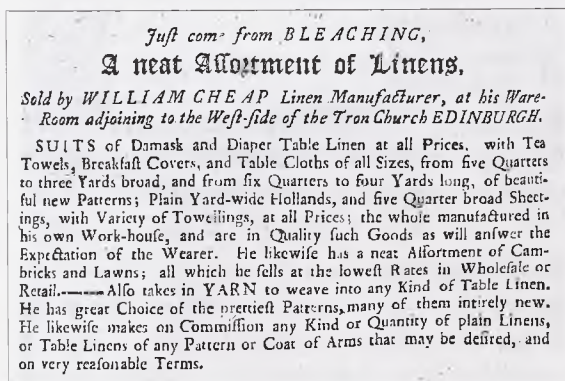 Juſt come from BLEACHING,
A neat Aſſortment of Linens,
Sold by WILLIAM CHEAP Linen Manufacturer, at his Ware-
Room adjoining to the Weſt-ſide of the Tron Church EDINBURGH.
SUITS of Damask and Diaper Table Linen at all Prices, with Tea
Towels, Breakfaſt Covers, and Table Cloths of all Sizes, from five Quarters
to three Yards broad, and from ſix Quarters to four Yards long, of beauti-
ful new Patterns; Plain Yard-wide Hollands, and five Quarter broad Sheet-
ings, with Variety of Towellings, at all Prices; the whole manufactured in
his own Work-houſe, and are in Quality ſuch Goods as will anſwer the
Expectation of the Wearer. He likewiſe has a neat Aſſortment of Cam-
bricks and Lawns; all which he ſells at the loweſt Rates in Wholeſale or
Retail.——Alſo takes in YARN to weave into any Kind of Table Linen.
He has great Choice of the prettieſt Patterns, many of them intirely new.
He likewiſe makes on Commiſſion any Kind or Quantity of plain Linens,
or Table Linens of any Pattern or Coat of Arms that may be deſired, and
on very reaſonable Terms.